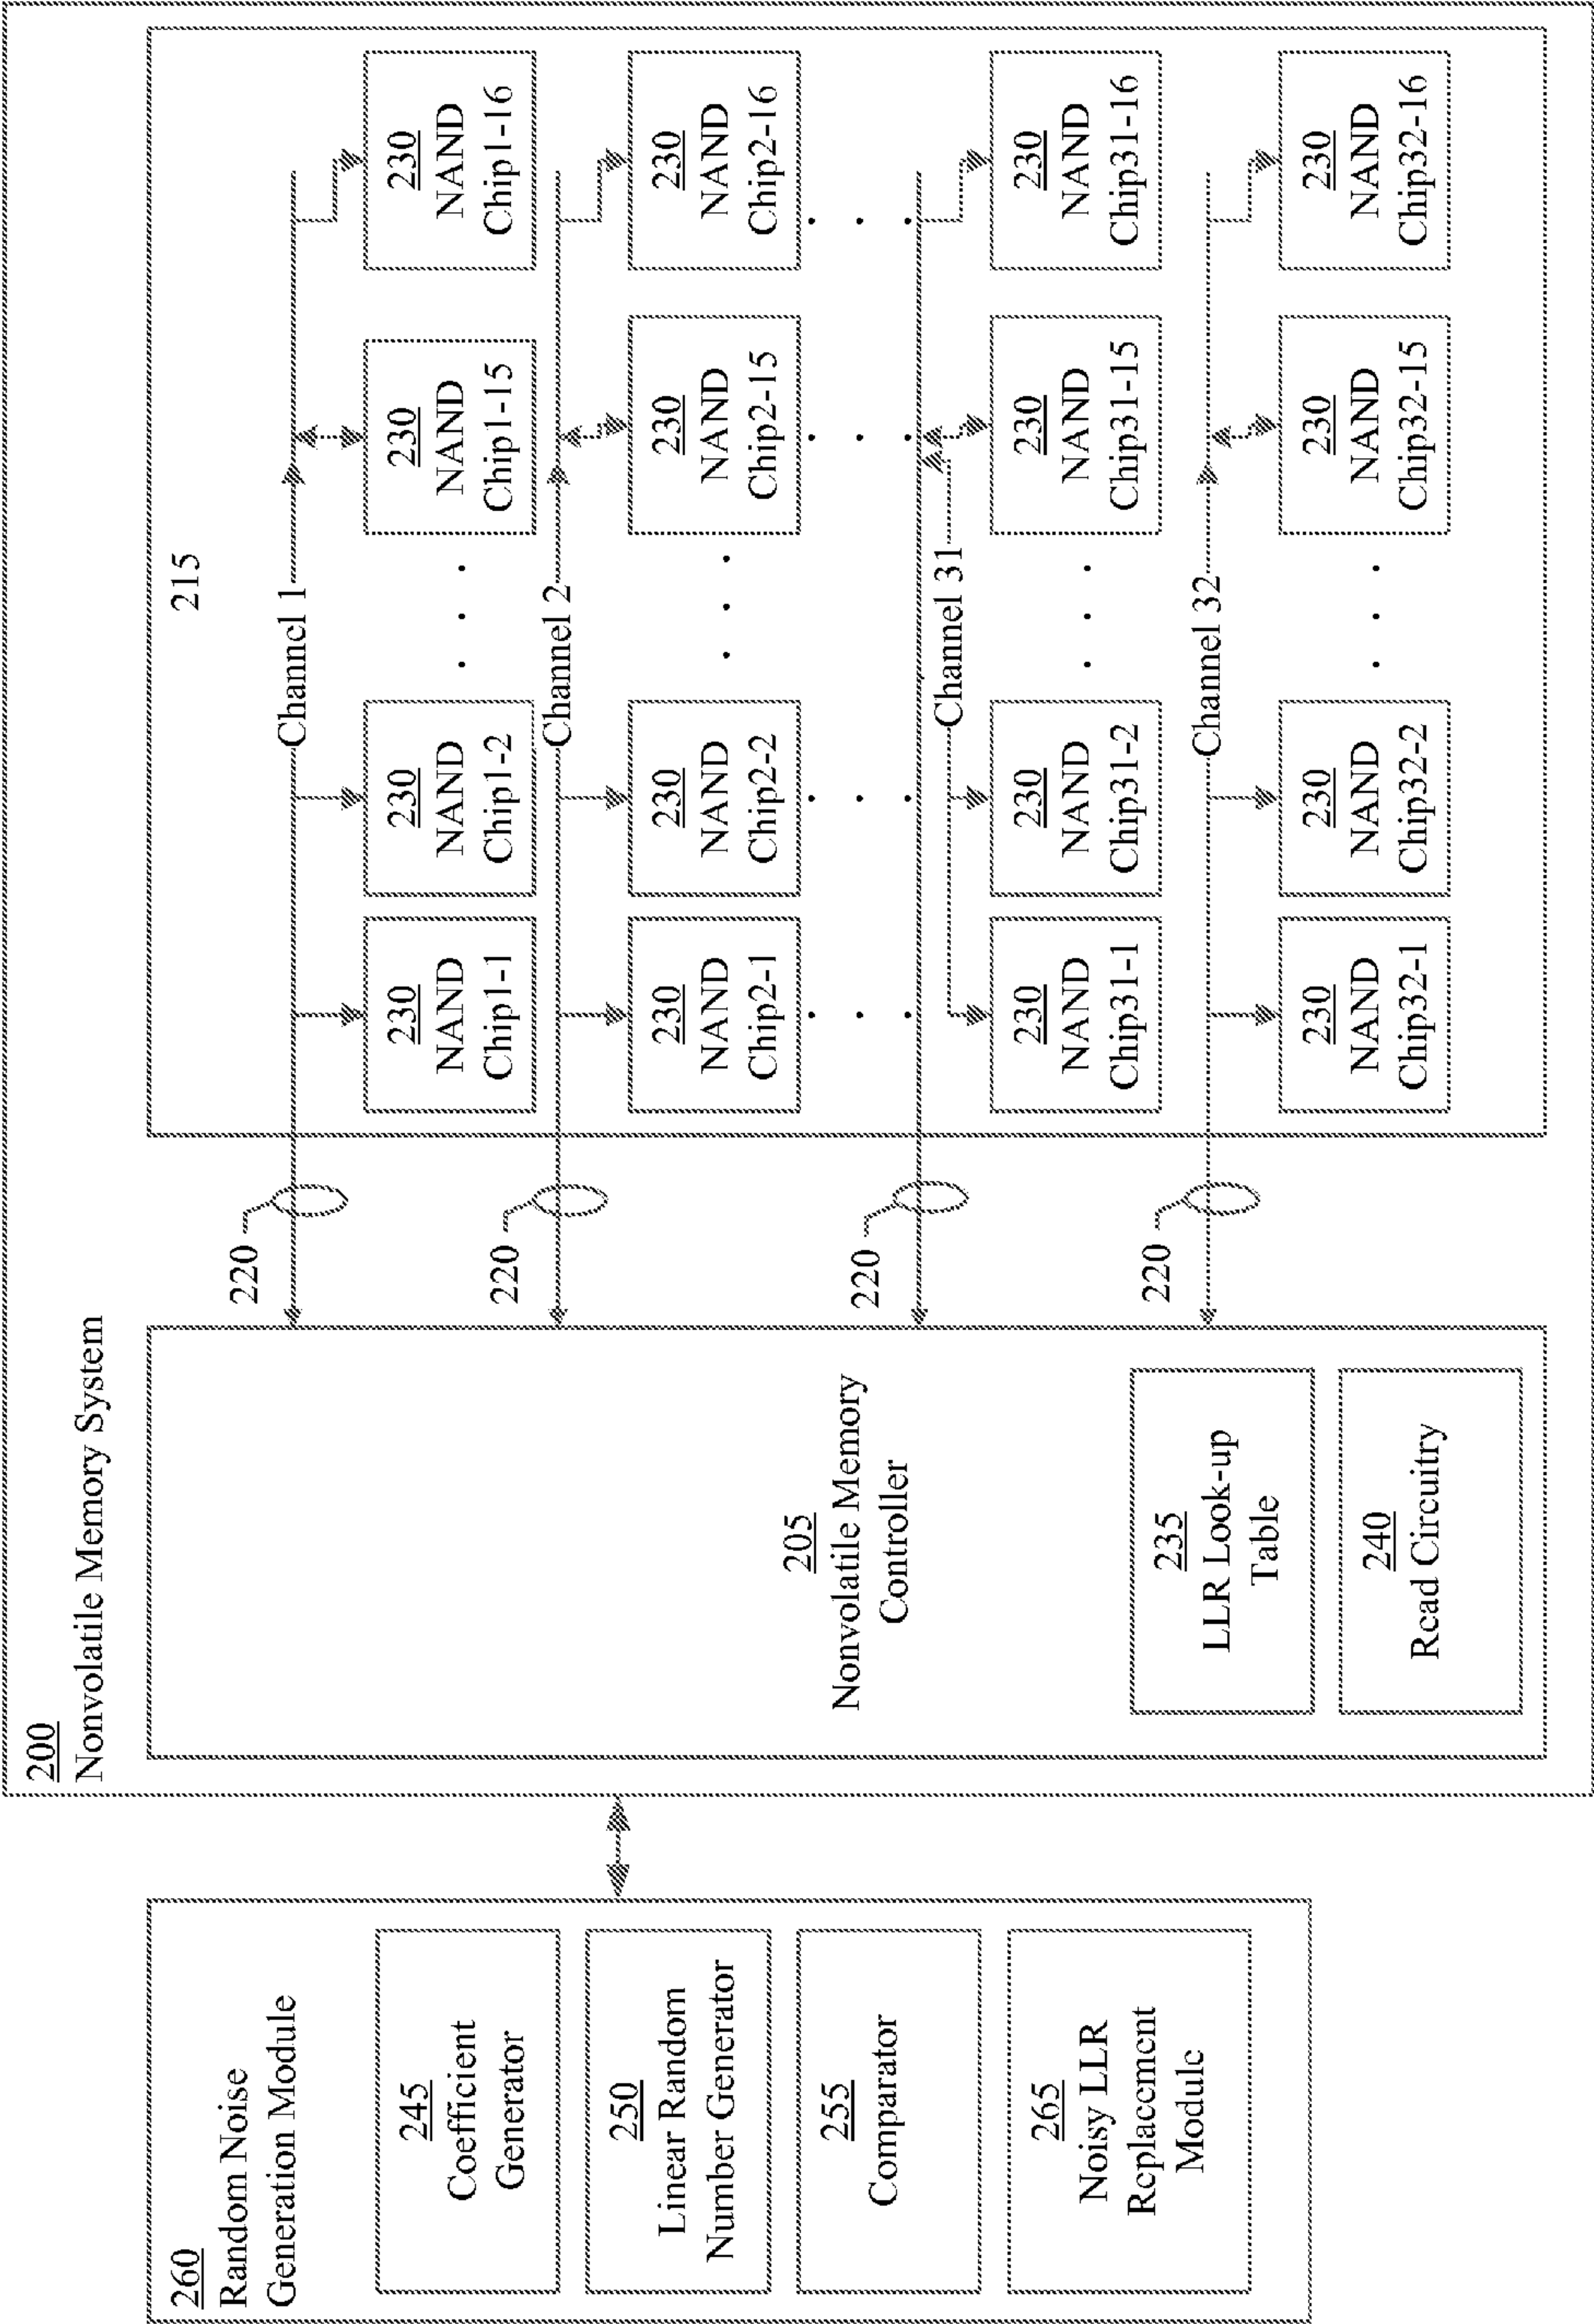 260
Random Noise
Generation Module
245
Coefficient
Generator
250
Linear Random
Number Generator
255
Comparator
265
Noisy LLR
Replacement
Module
200
Nonvolatile Memory System
205
Nonvolatile Memory
Controller
235
LLR Look-up
Table
240
Read Circuitry
220
220
220
220
215
Channel 1
230
NAND
Chip1-1
230
NAND
Chip1-2
. . .
230
NAND
Chip1-15
230
NAND
Chip1-16
Channel 2
230
NAND
Chip2-1
230
NAND
Chip2-2
. . .
230
NAND
Chip2-15
230
NAND
Chip2-16
Channel 31
230
NAND
Chip31-1
230
NAND
Chip31-2
. . .
230
NAND
Chip31-15
230
NAND
Chip31-16
Channel 32
230
NAND
Chip32-1
230
NAND
Chip32-2
. . .
230
NAND
Chip32-15
230
NAND
Chip32-16